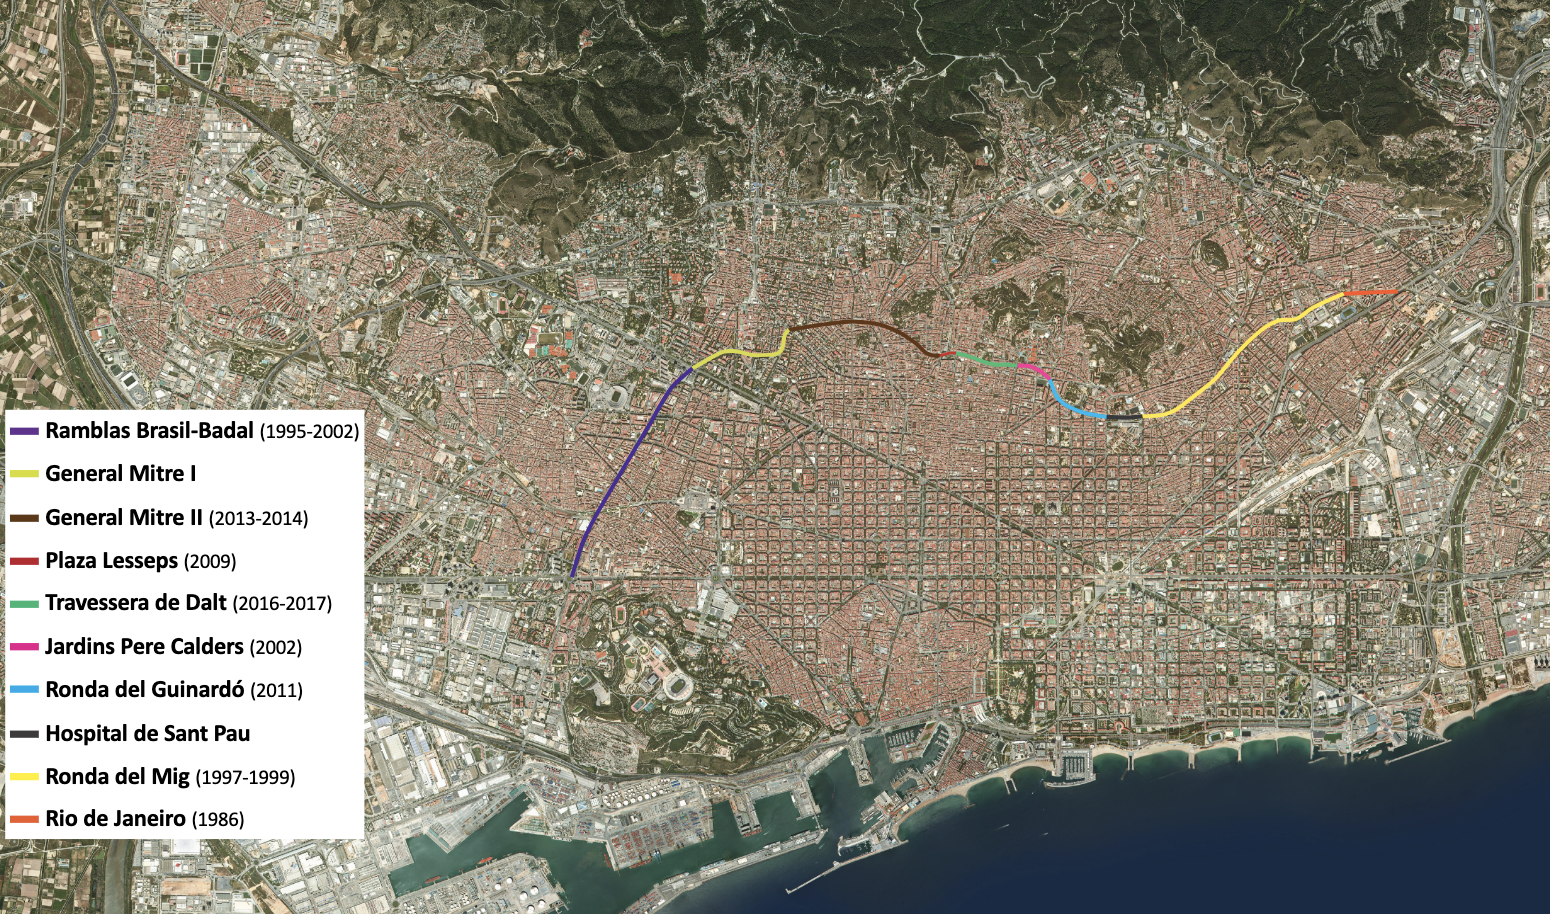 Ramblas Brasil-Badal (1995-2002)
General Mitre I
General Mitre II (2013-2014)
Plaza Lesseps (2009)
Travessera de Dalt (2016-2017)
Jardins Pere Calders (2002)
Ronda del Guinardó (2011)
Hospital de Sant Pau
Ronda del Mig (1997-1999)
Rio de Janeiro (1986)